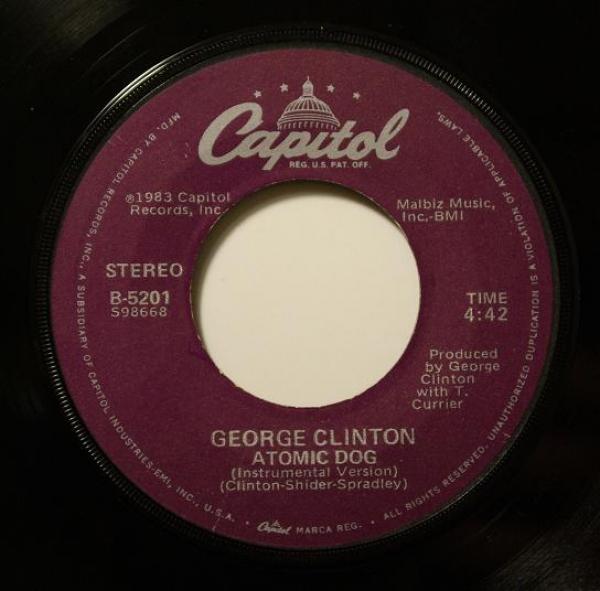 Capitol
REG. U.S. PAT. OFF.
℗1983 Capitol
Records, Inc.
Malbiz Music,
Inc.-BMI
STEREO
B-5201
S98668
TIME
4:42
Produced
by George
Clinton
with T.
Currier
GEORGE CLINTON
ATOMIC DOG
(Instrumental Version)
(Clinton-Shider-Spradley)
MFD. BY CAPITOL RECORDS, INC., A SUBSIDIARY OF CAPITOL INDUSTRIES-EMI, INC., U.S.A. • Capitol MARCA REG. • ALL RIGHTS RESERVED. UNAUTHORIZED DUPLICATION IS A VIOLATION OF APPLICABLE LAWS.